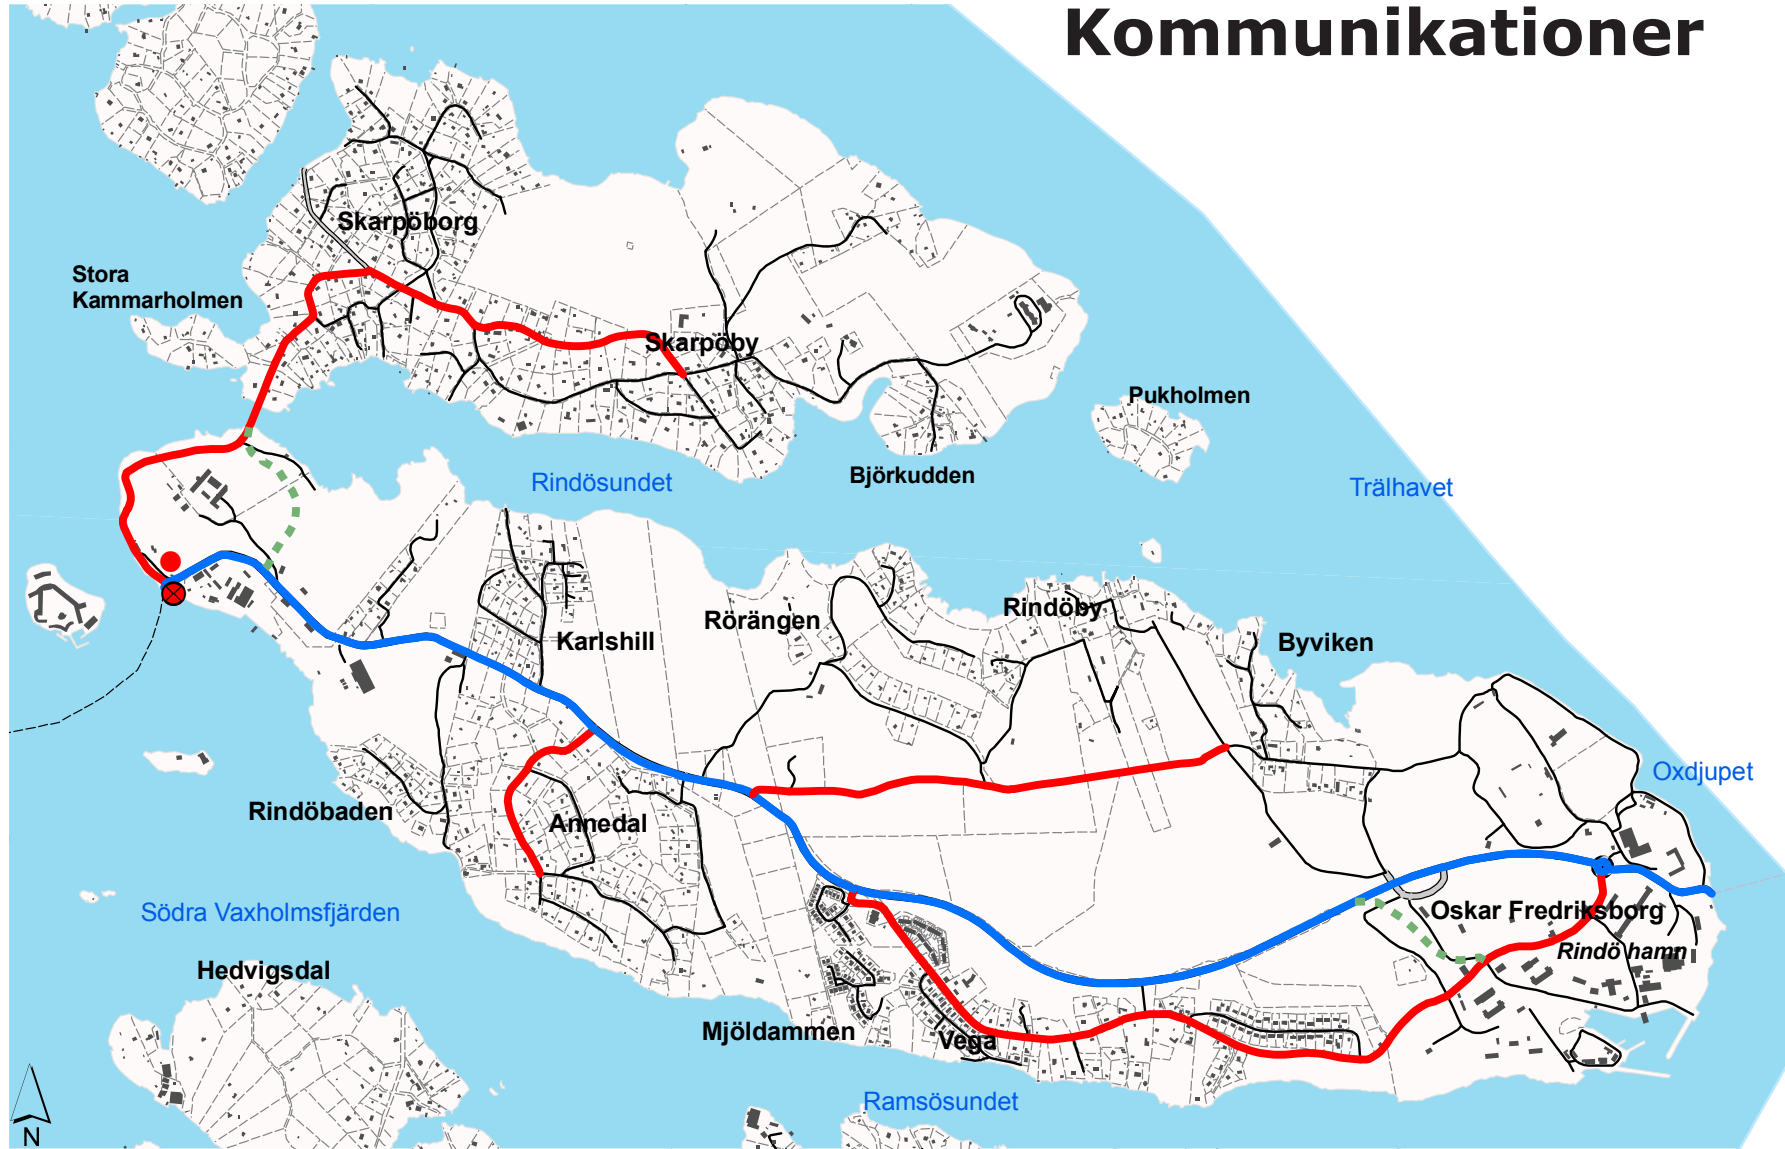 Kommunikationer
Skarpöborg
Stora
Kammarholmen
Skarpöby
Pukholmen
Björkudden
Rindösundet
Trälhavet
Rörängen
Rindöby
Karlshill
Byviken
Oxdjupet
Rindöbaden
Annedal
Södra Vaxholmsfjärden
Oskar Fredriksborg
Rindö hamn
Hedvigsdal
Mjöldammen
Vega
Ramsösundet
N